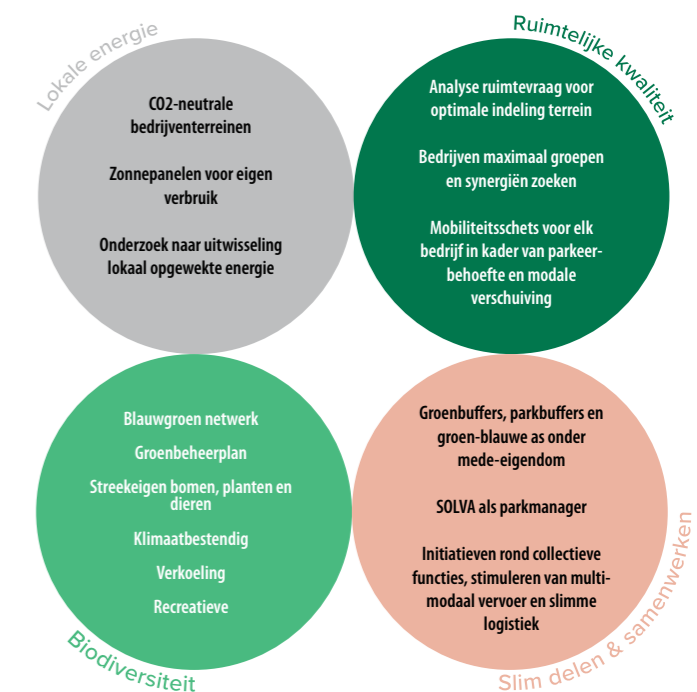 Lokale energie
CO2-neutrale
bedrijventerreinen
Zonnepanelen voor eigen
verbruik
Onderzoek naar uitwisseling
lokaal opgewekte energie
Ruimtelijke kwaliteit
Analyse ruimtevraag voor
optimale indeling terrein
Bedrijven maximaal groepen
en synergiën zoeken
Mobiliteitsschets voor elk
bedrijf in kader van parkeer-
behoefte en modale
verschuiving
Blauwgroen netwerk
Groenbeheerplan
Streekeigen bomen, planten en
dieren
Klimaatbestendig
Verkoeling
Recreatieve
Biodiversiteit
Groenbuffers, parkbuffers en
groen-blauwe as onder
mede-eigendom
SOLVA als parkmanager
Initiatieven rond collectieve
functies, stimuleren van multi-
modaal vervoer en slimme
logistiek
Slim delen & samenwerken